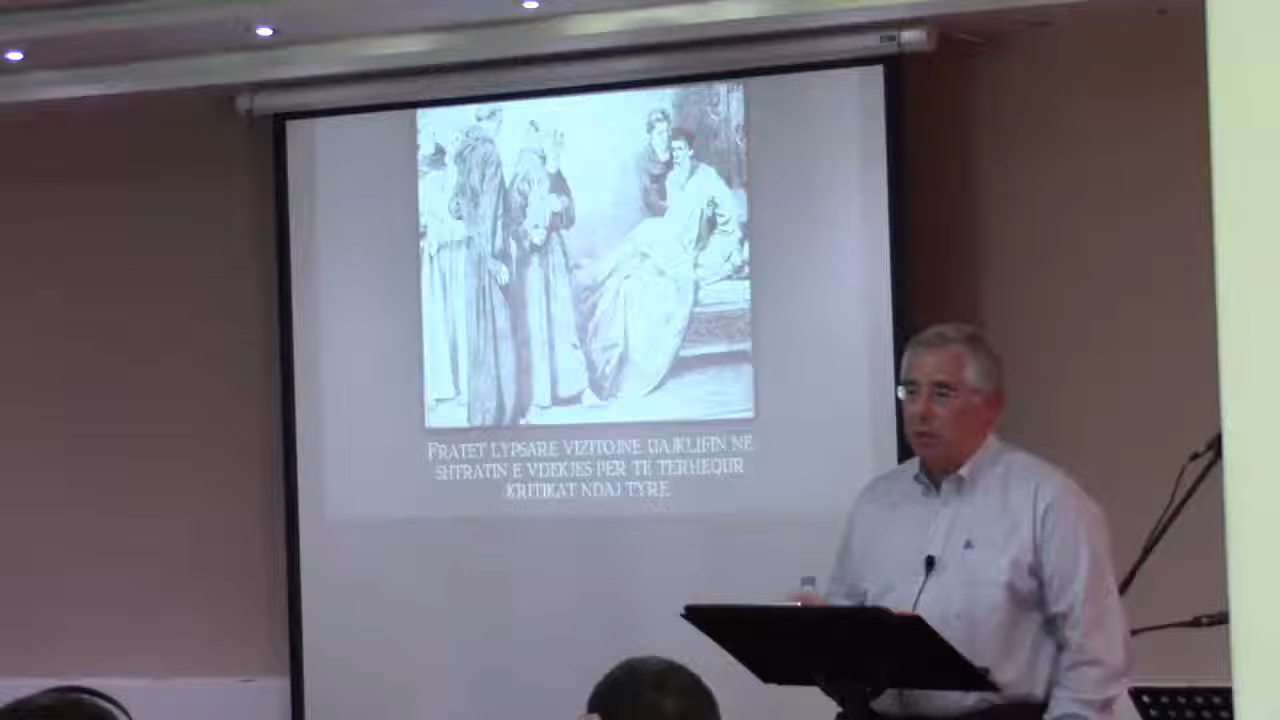 FRATET LYPSARE VIZITOJNE UAJKLIFIN NE
SHTRATIN E VDEKJES PER TE TERHEQUR
KRITIKAT NDAJ TYRE